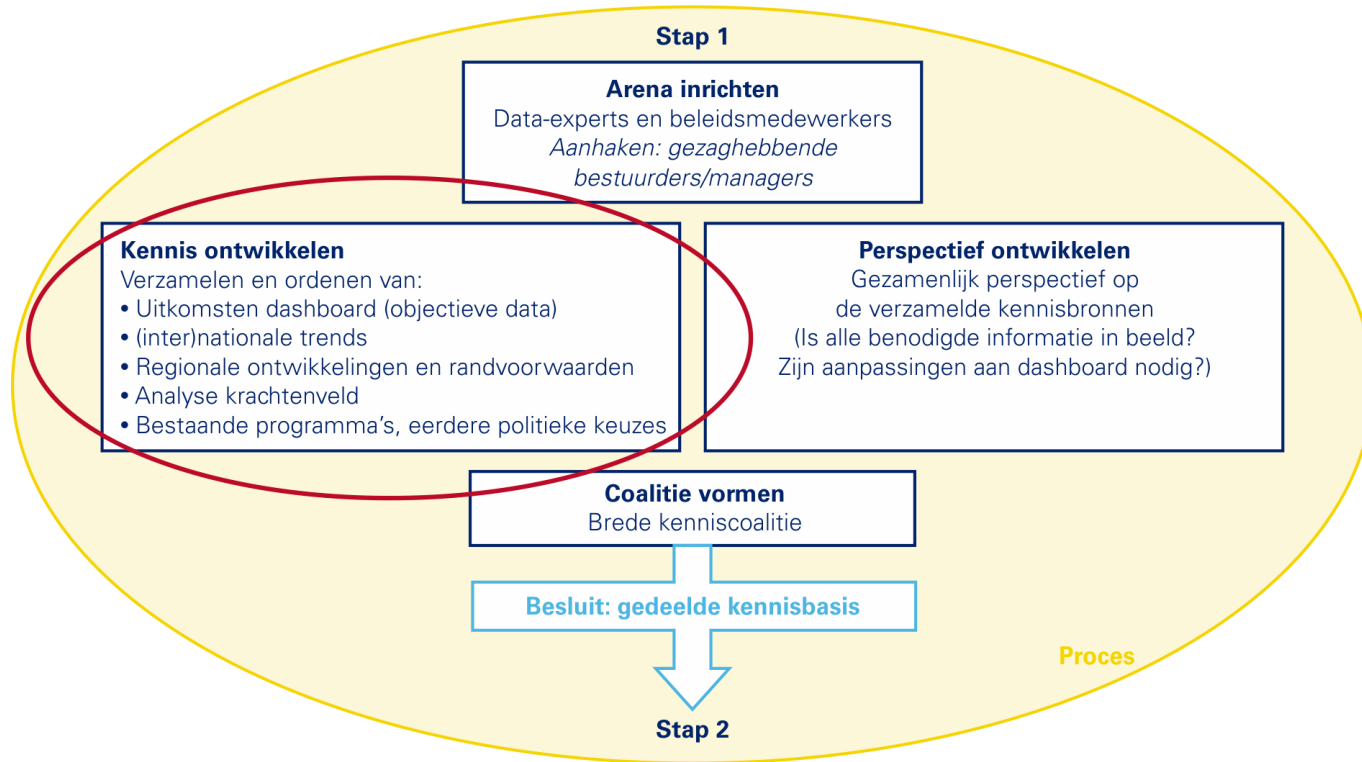 Stap 1
Arena inrichten
Data-experts en beleidsmedewerkers
Aanhaken: gezaghebbende
bestuurders/managers
Kennis ontwikkelen
Verzamelen en ordenen van:
• Uitkomsten dashboard (objectieve data)
• (inter)nationale trends
• Regionale ontwikkelingen en randvoorwaarden
• Analyse krachtenveld
• Bestaande programma’s, eerdere politieke keuzes
Perspectief ontwikkelen
Gezamenlijk perspectief op
de verzamelde kennisbronnen
(Is alle benodigde informatie in beeld?
Zijn aanpassingen aan dashboard nodig?)
Coalitie vormen
Brede kenniscoalitie
Besluit: gedeelde kennisbasis
Proces
Stap 2